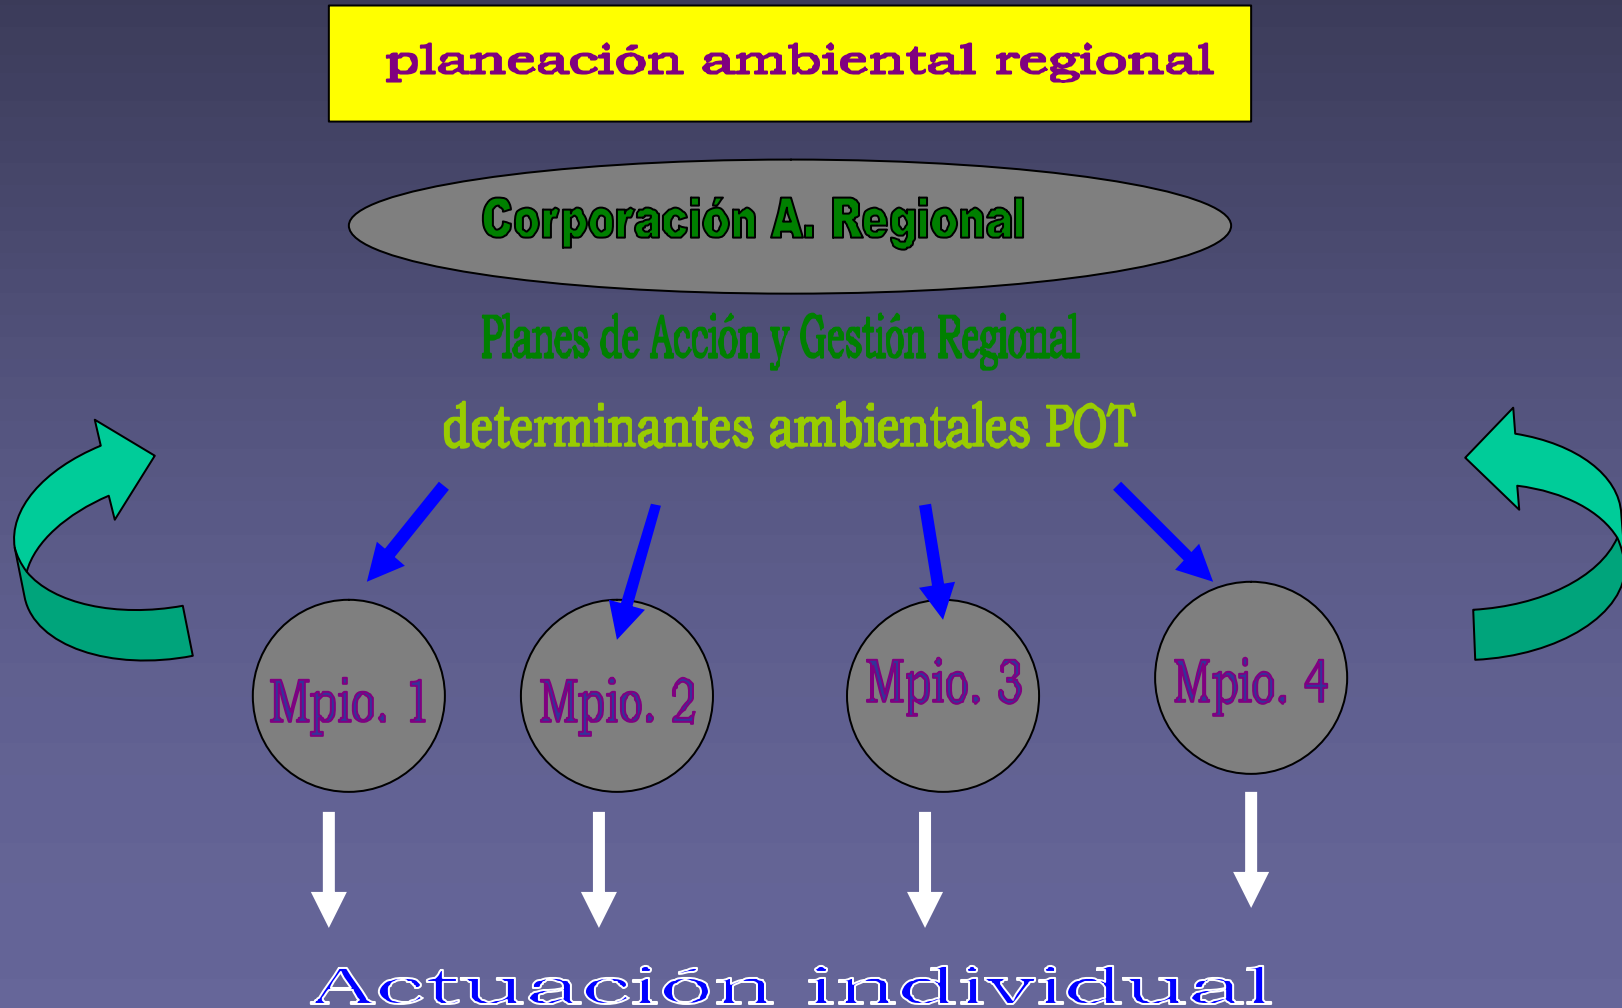 planeación ambiental regional
Corporación A. Regional
Planes de Acción y Gestión Regional
determinantes ambientales POT
Mpio. 1
Mpio. 2
Mpio. 3
Mpio. 4
Actuación individual